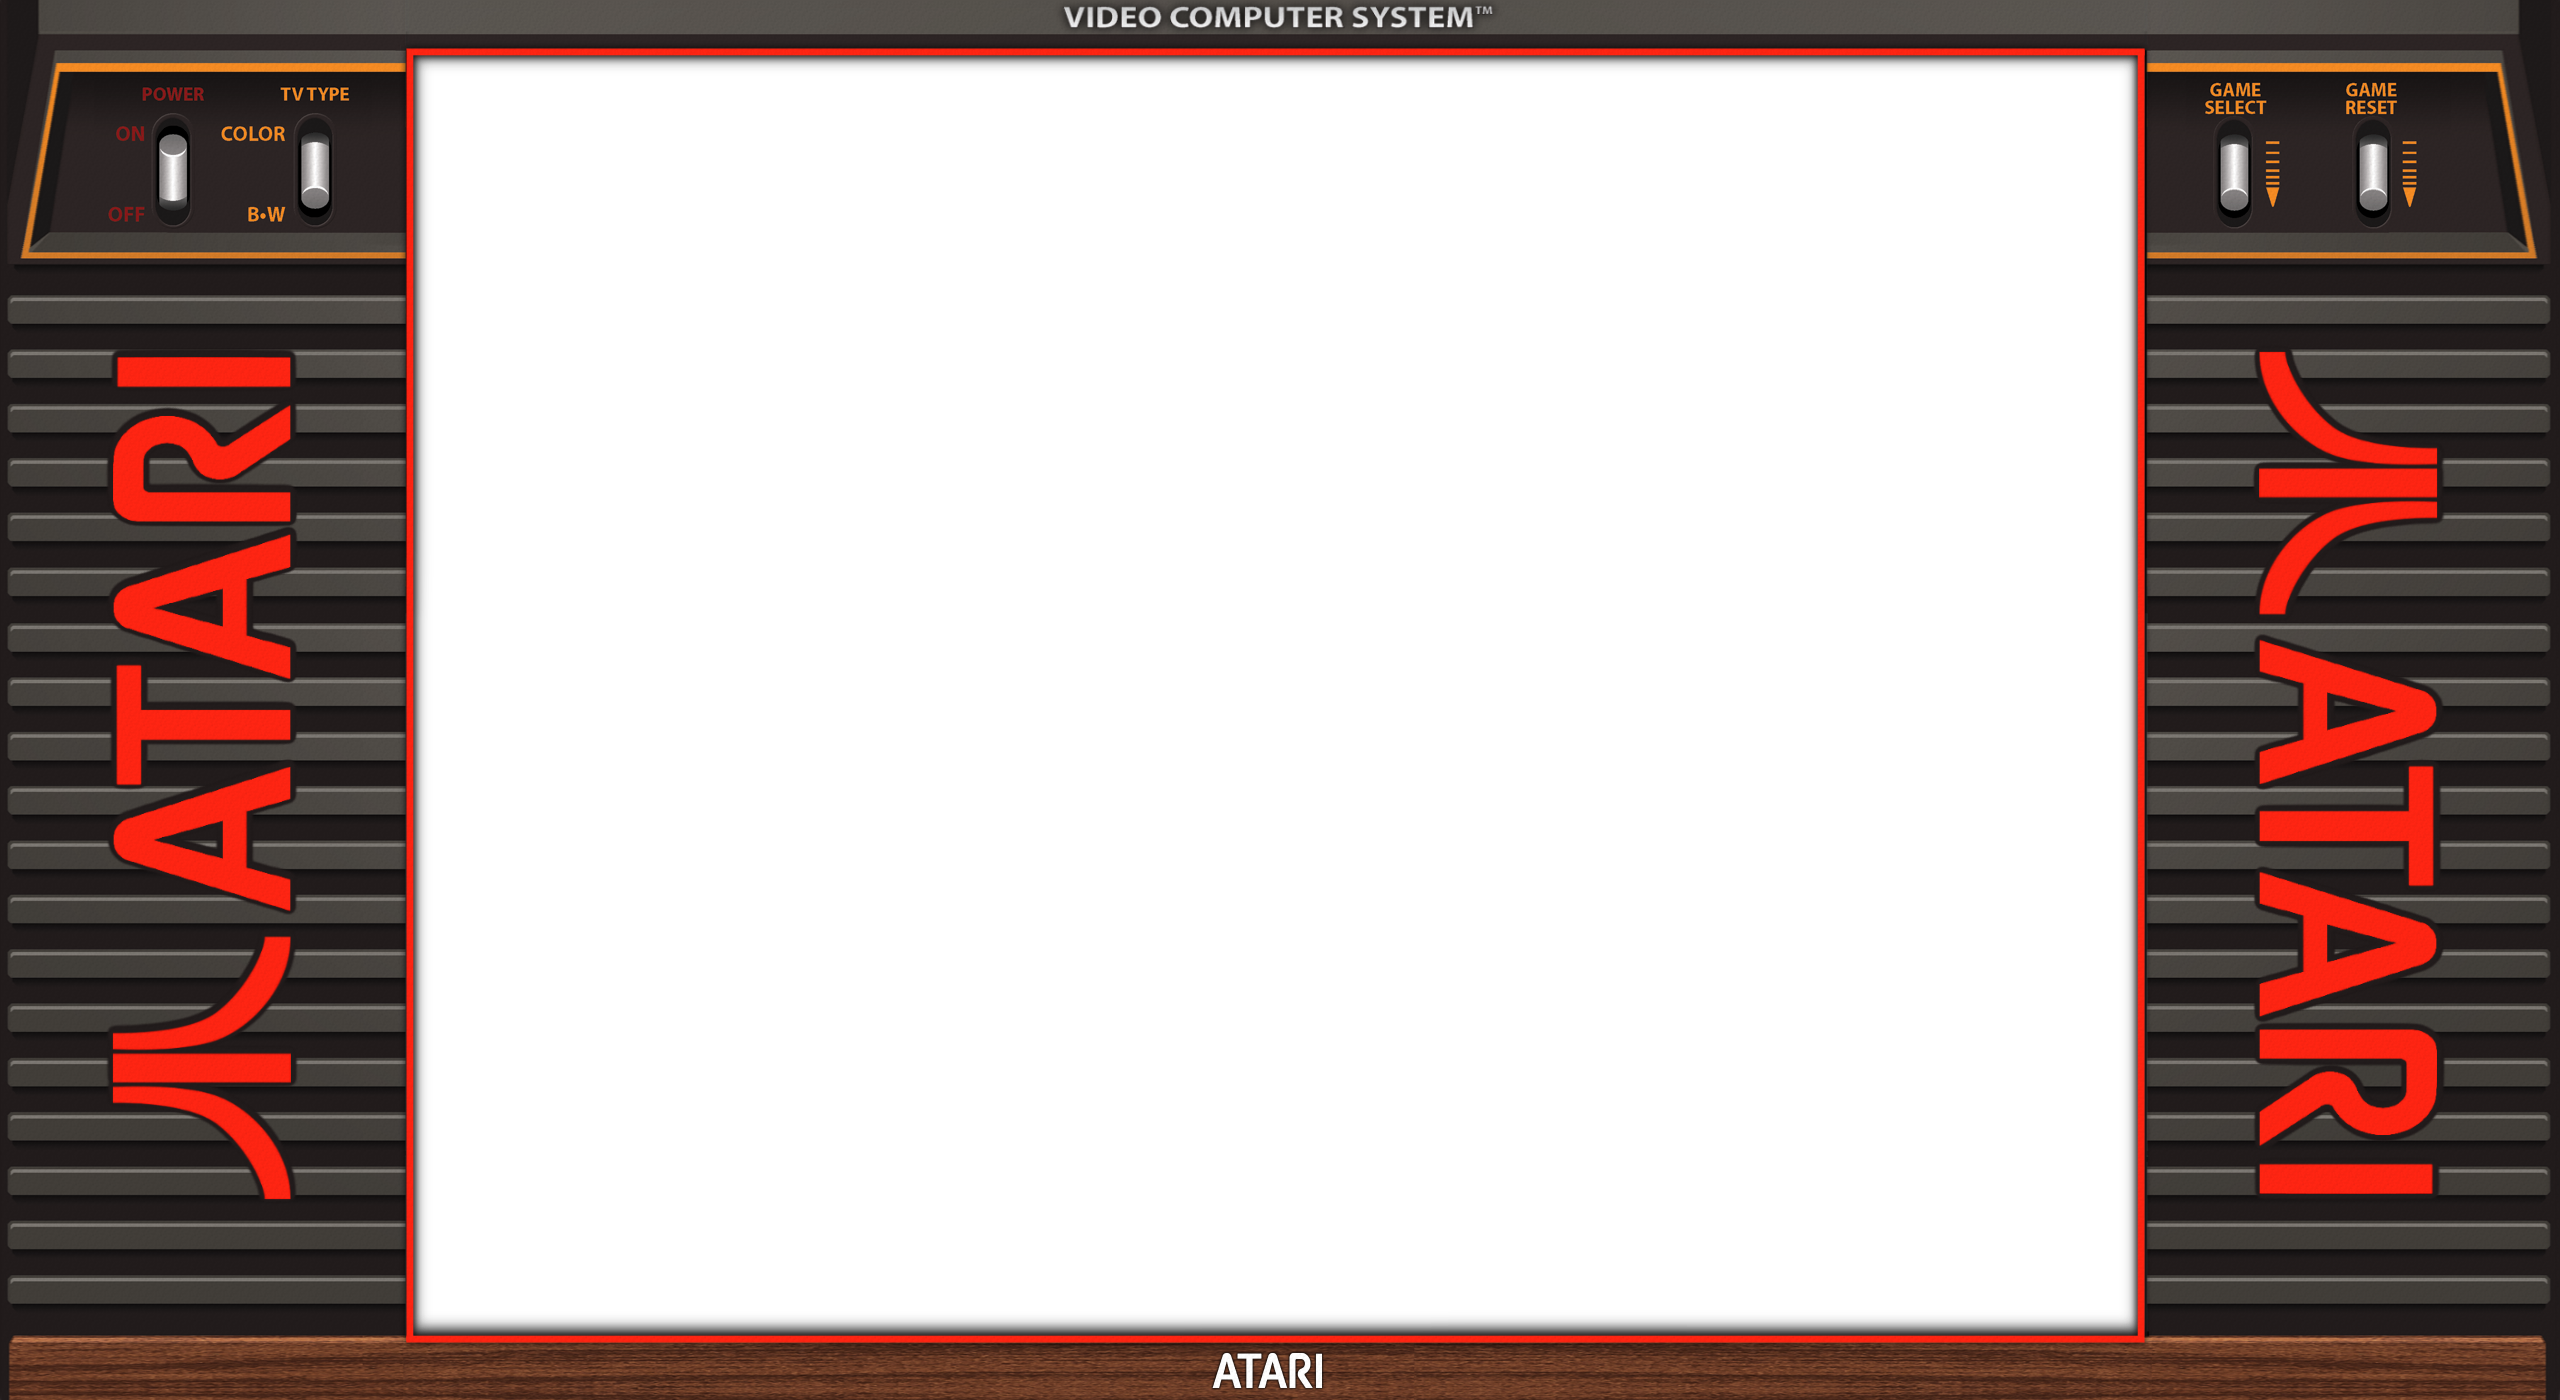 VIDEO COMPUTER SYSTEM™
POWER
ON
OFF
TV TYPE
COLOR
B•W
GAME
SELECT
GAME
RESET
ATARI
ATARI
ATARI